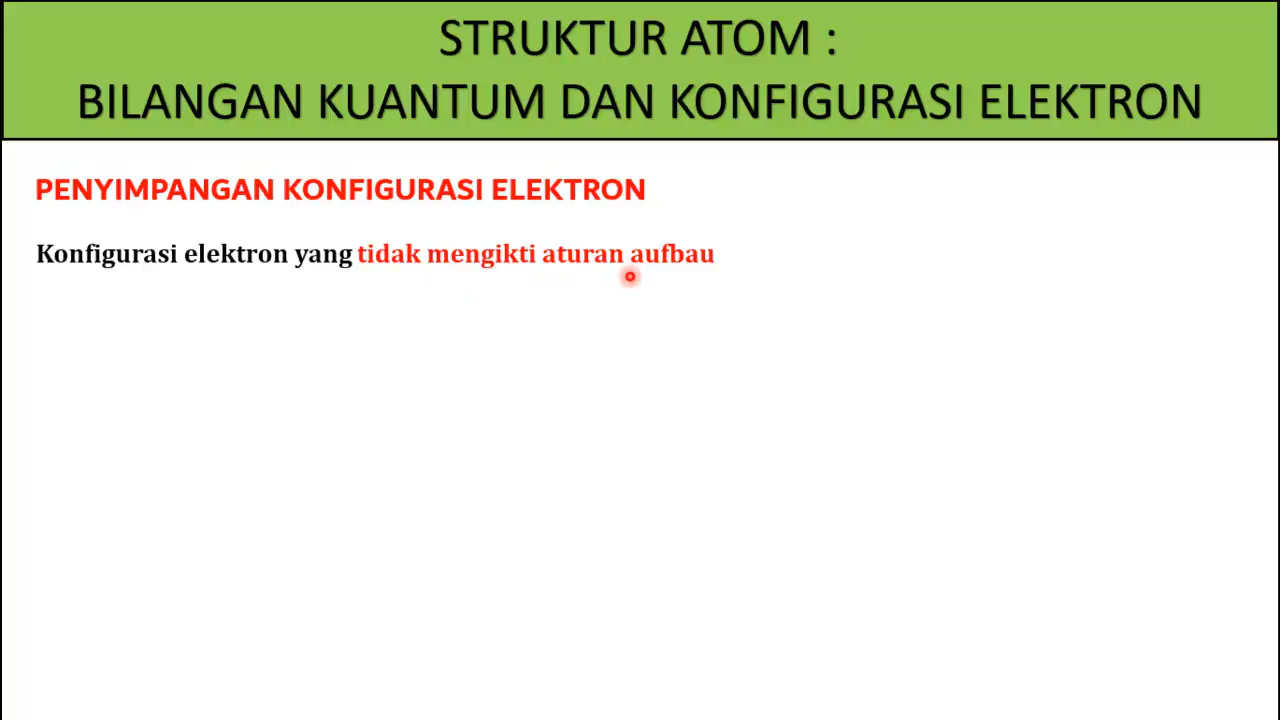 STRUKTUR ATOM :
BILANGAN KUANTUM DAN KONFIGURASI ELEKTRON
PENYIMPANGAN KONFIGURASI ELEKTRON
Konfigurasi elektron yang tidak mengikti aturan aufbau